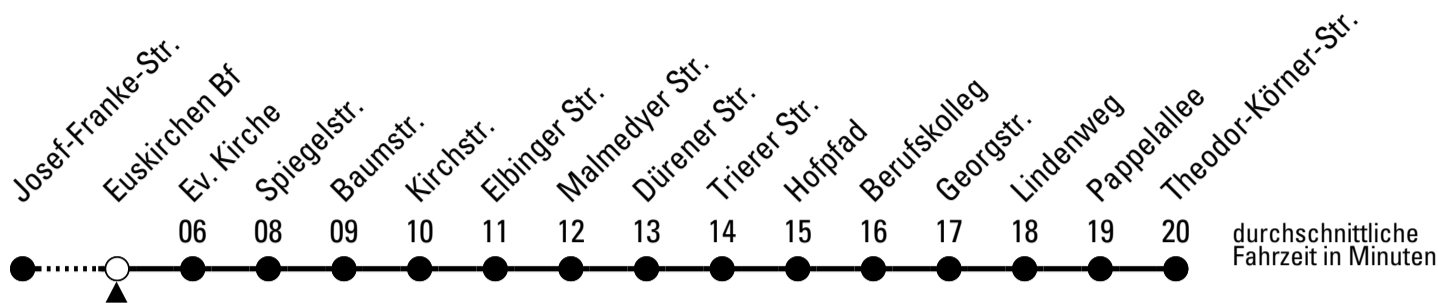 Josef-Franke-Str.
Euskirchen Bf
Ev. Kirche
Spiegelstr.
Baumstr.
Kirchstr.
Elbinger Str.
Malmedyer Str.
Dürener Str.
Trierer Str.
Hofpfad
Berufskolleg
Georgstr.
Lindenweg
Pappelallee
Theodor-Körner-Str.
06 08 09 10 11 12 13 14 15 16 17 18 19 20
durchschnittliche
Fahrzeit in Minuten